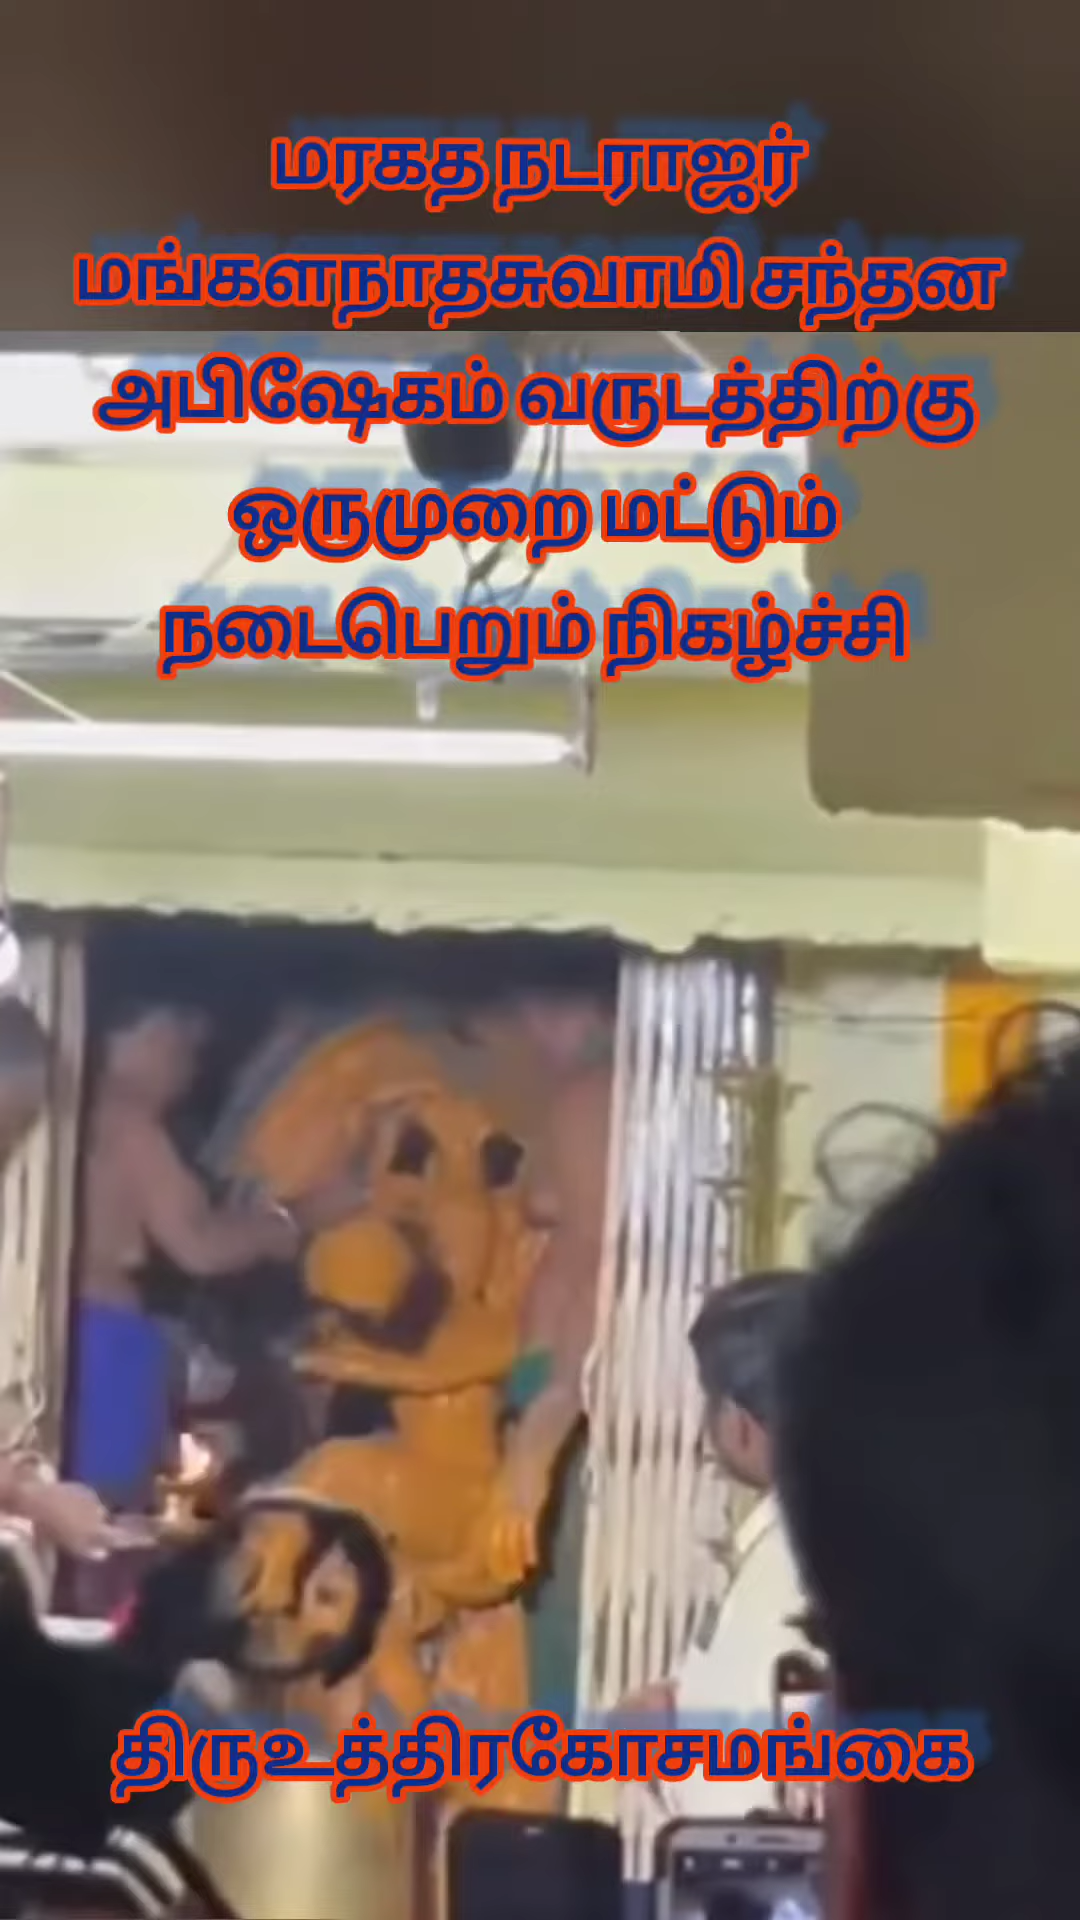 மரகத நடராஜர்
மங்களநாதசுவாமி சந்தன
அபிஷேகம் வருடத்திற்கு
ஒருமுறை மட்டும்
நடைபெறும் நிகழ்ச்சி
திருஉத்திரகோசமங்கை